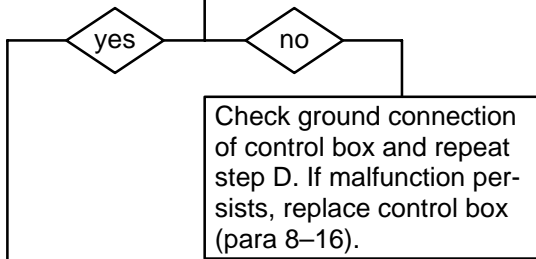 yes
no
Check ground connection
of control box and repeat
step D. If malfunction per-
sists, replace control box
(para 8–16).